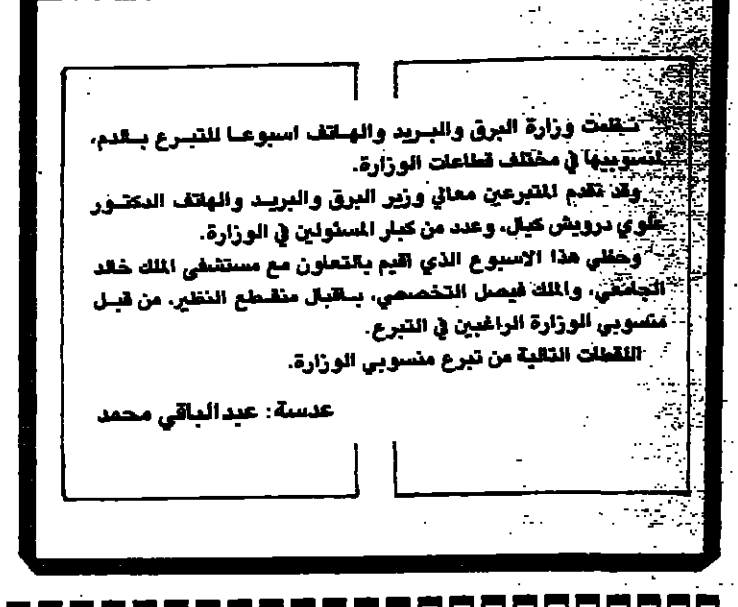 نظمت وزارة البرق والبريد والهاتف اسبوعا للتبرع بالدم،
لمنسوبيها في مختلف قطاعات الوزارة.
وقد تقدم المتبرعين معالي وزير البرق والبريد والهاتف الدكتور
علوي درويش كيال، وعدد من كبار المسئولين في الوزارة.
وحظي هذا الاسبوع الذي اقيم بالتعاون مع مستشفى الملك خالد
الجامعي، والملك فيصل التخصصي، باقبال منقطع النظير، من قبل
منسوبي الوزارة الراغبين في التبرع.
اللقطات التالية من تبرع منسوبي الوزارة.
عدسة: عبدالباقي محمد